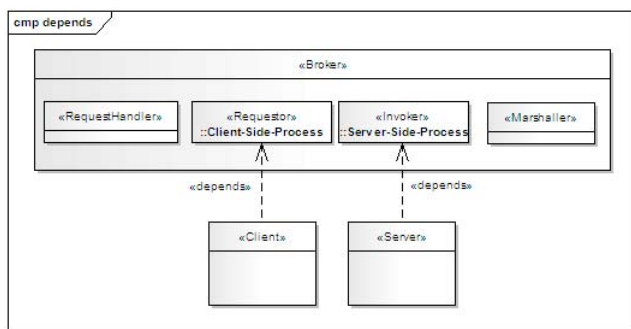 cmp depends
«Broker»
«RequestHandler»
«Requestor»
::Client-Side-Process
«Invoker»
::Server-Side-Process
«Marshaller»
«depends»
«depends»
«Client»
«Server»